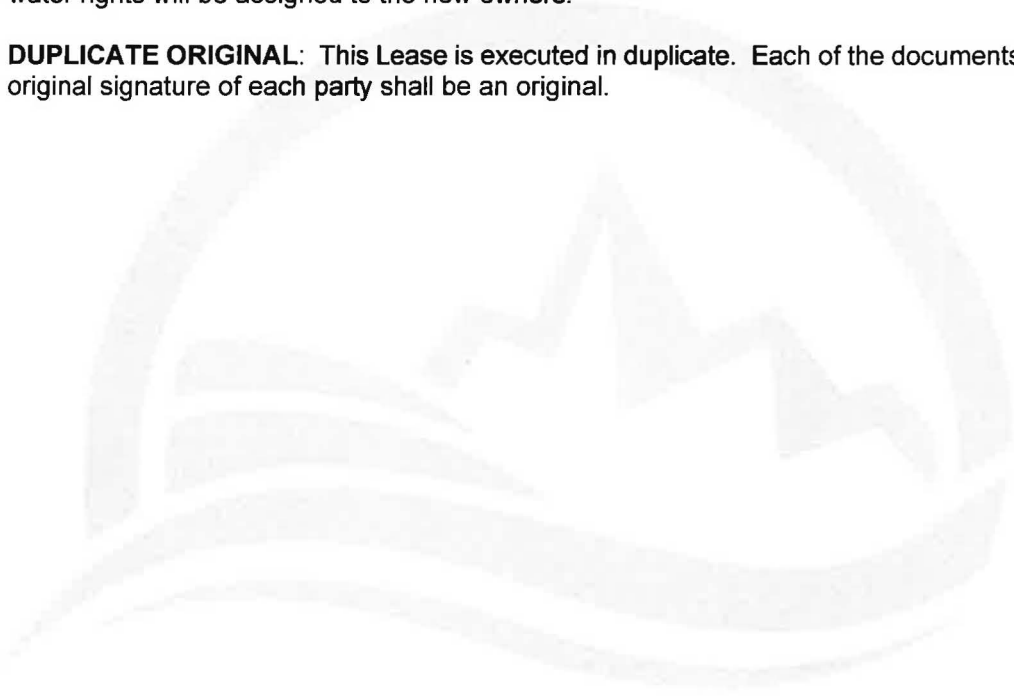 water rights will be assigned to the new owners.
DUPLICATE ORIGINAL: This Lease is executed in duplicate. Each of the documents
original signature of each party shall be an original.